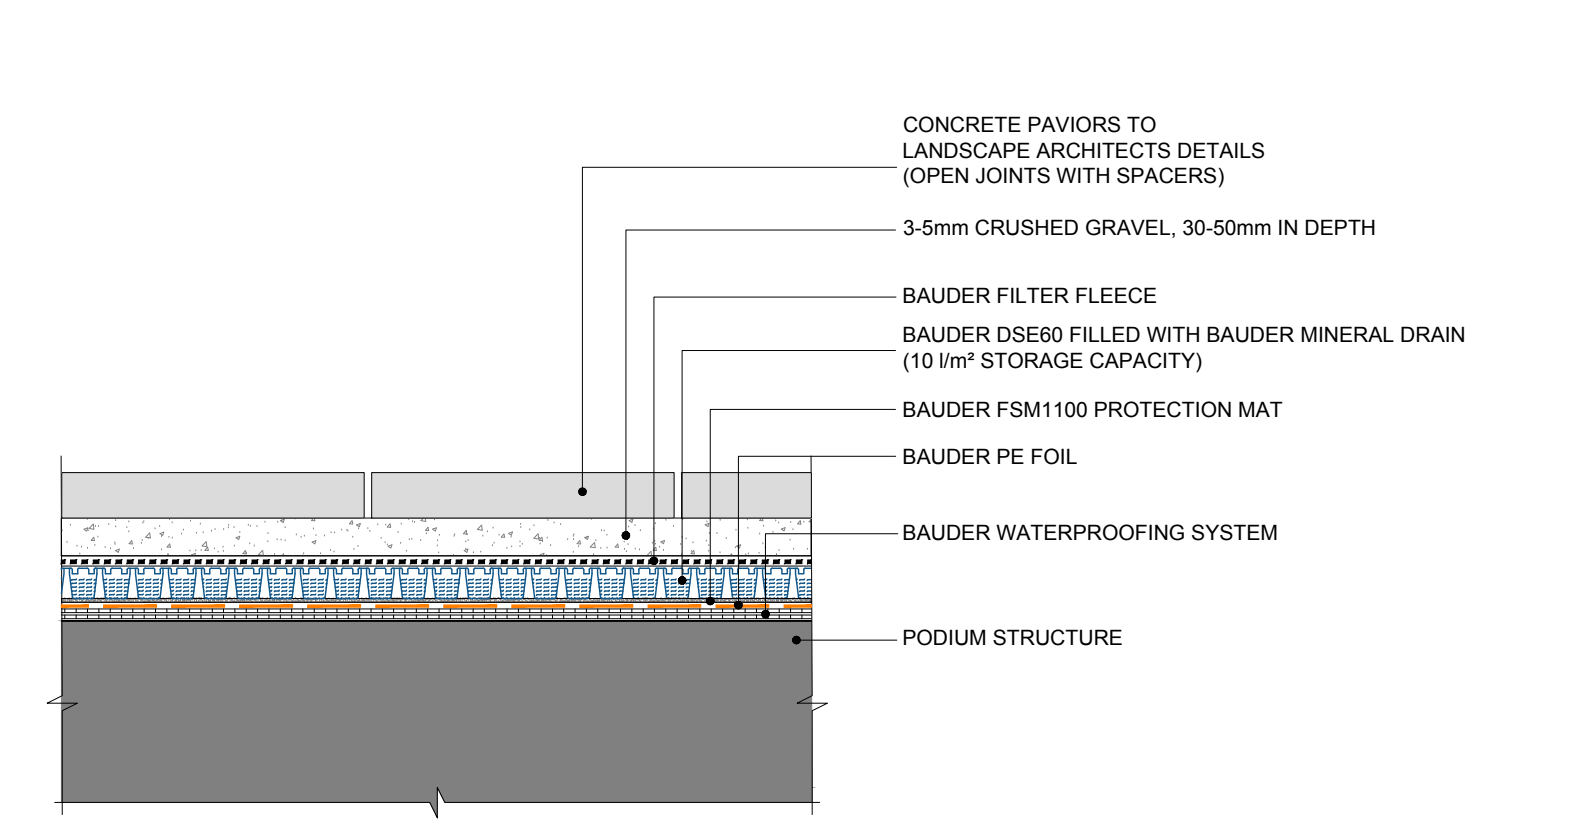 CONCRETE PAVIORS TO
LANDSCAPE ARCHITECTS DETAILS
(OPEN JOINTS WITH SPACERS)
3-5mm CRUSHED GRAVEL, 30-50mm IN DEPTH
BAUDER FILTER FLEECE
BAUDER DSE60 FILLED WITH BAUDER MINERAL DRAIN
(10 l/m² STORAGE CAPACITY)
BAUDER FSM1100 PROTECTION MAT
BAUDER PE FOIL
BAUDER WATERPROOFING SYSTEM
PODIUM STRUCTURE